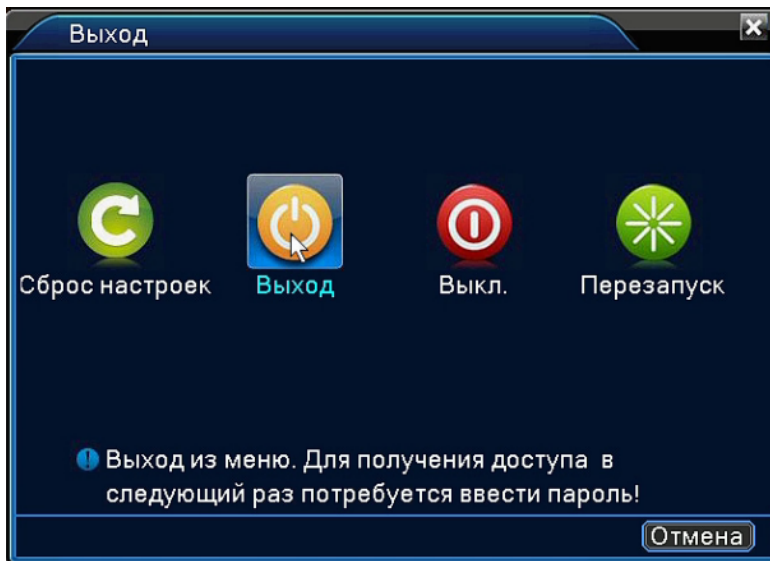 Выход
Сброс настроек
Выход
Выкл.
Перезапуск
Выход из меню. Для получения доступа в
следующий раз потребуется ввести пароль!
Отмена